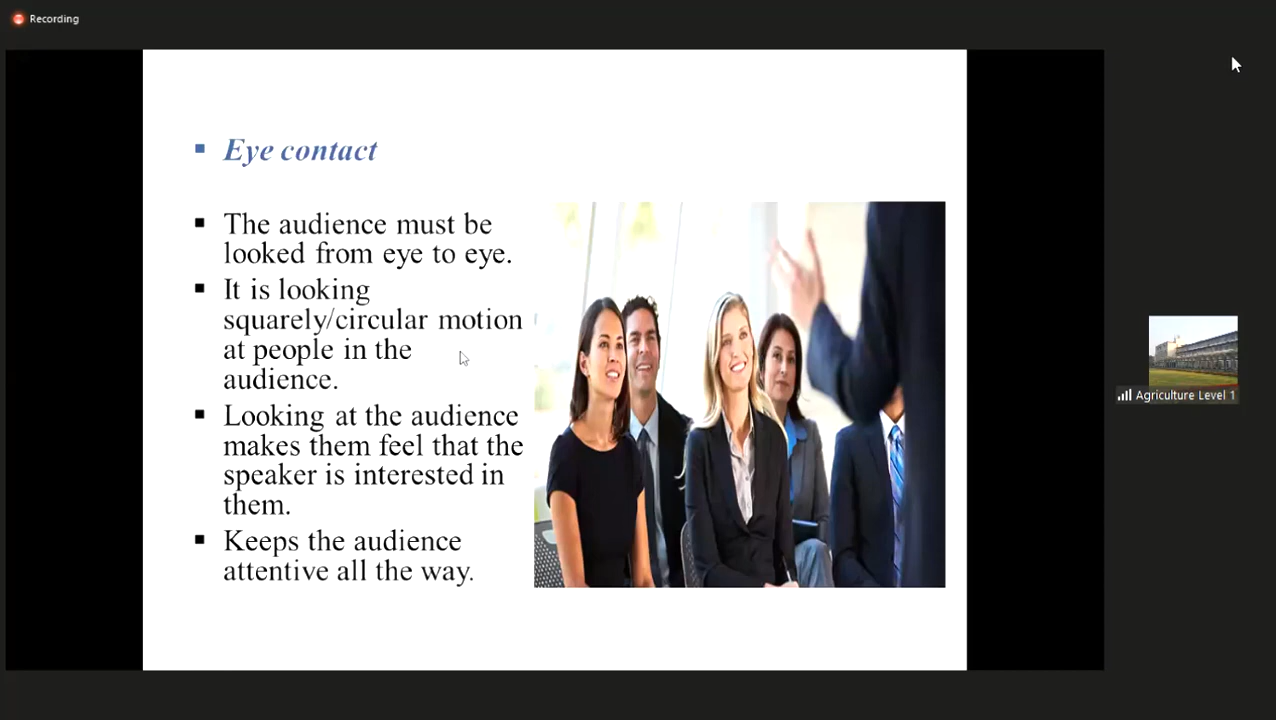 Recording
Eye contact
The audience must be
looked from eye to eye.
It is looking
squarely/circular motion
at people in the
audience.
Looking at the audience
makes them feel that the
speaker is interested in
them.
Keeps the audience
attentive all the way.
Agriculture Level 1